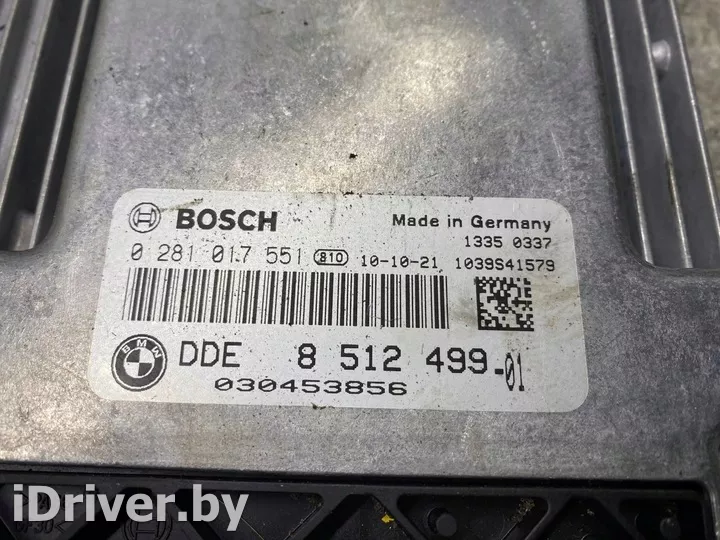 BOSCH
Made in Germany
1335 0337
0 281 017 551 810 10-10-21 1039S41579
BMW
DDE 8 512 499-01
030453856
iDriver.by